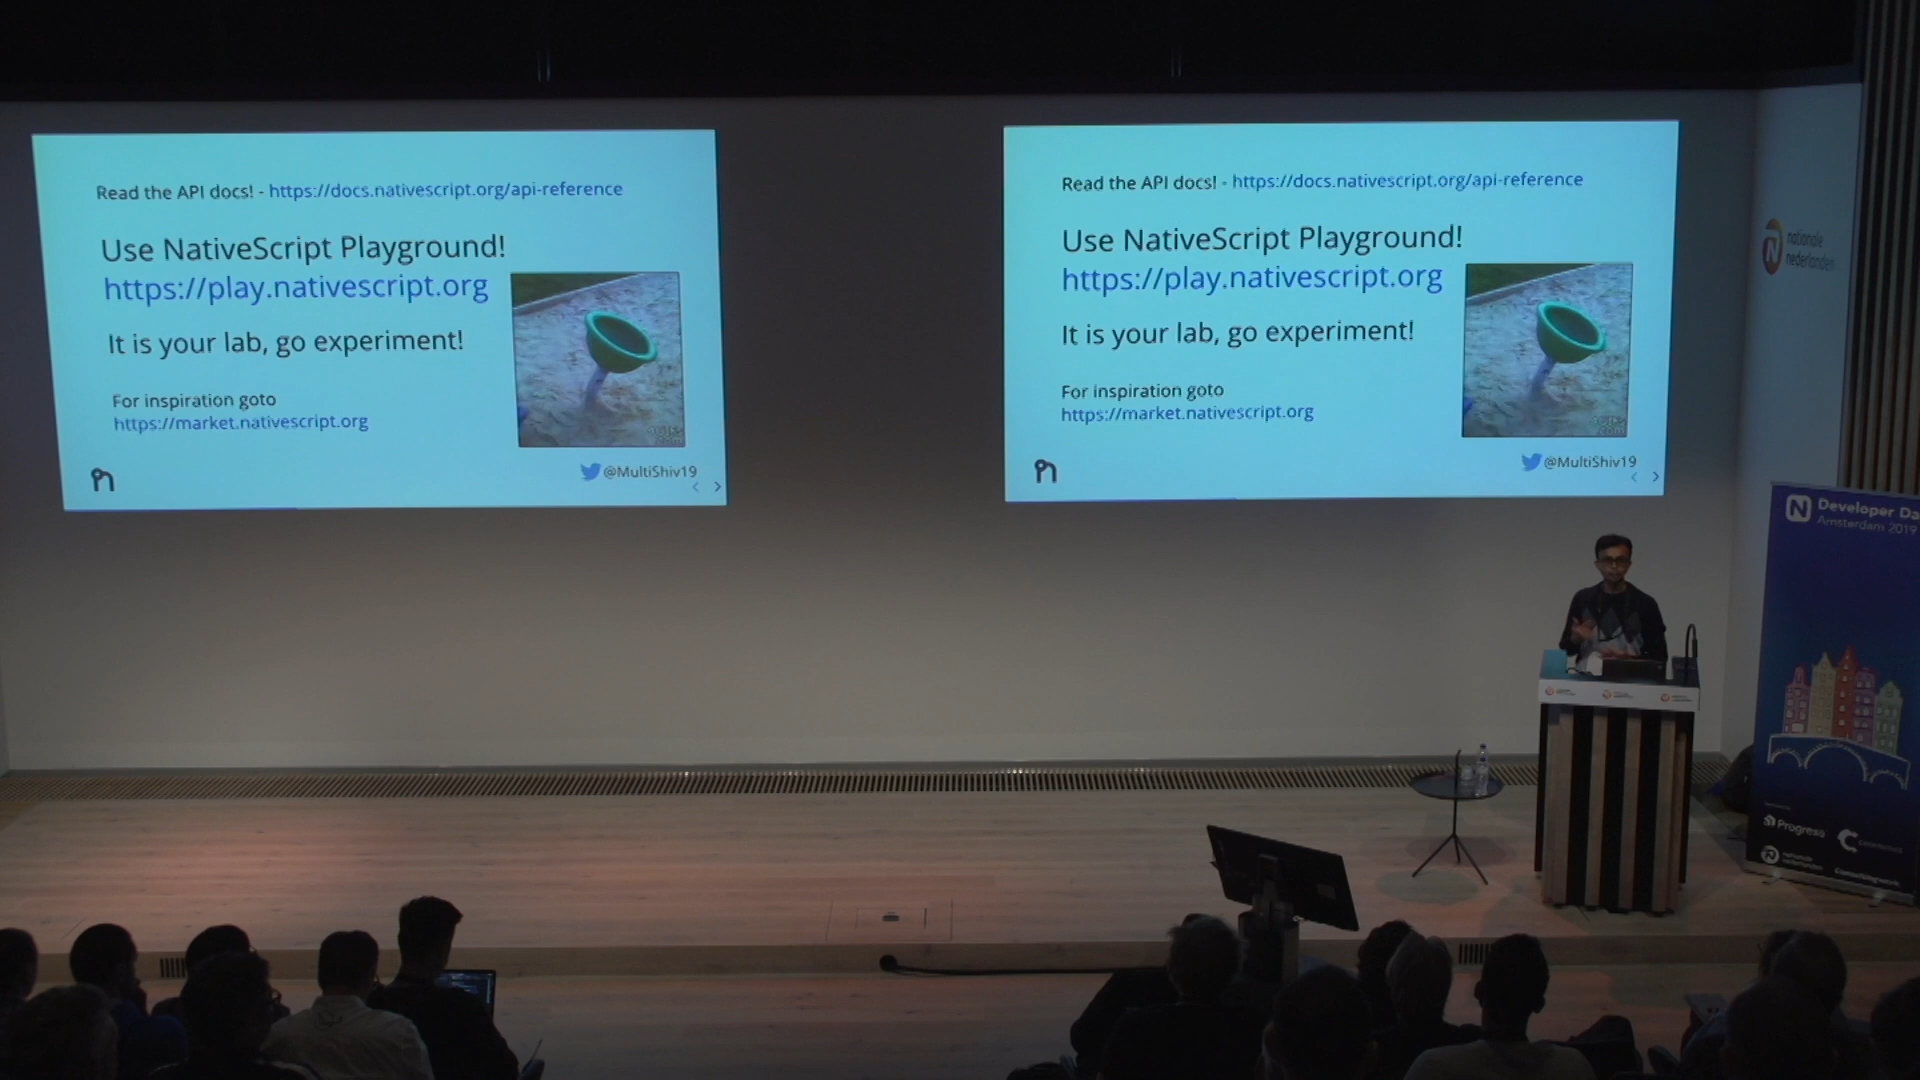 Read the API docs! - https://docs.nativescript.org/api-reference
Use NativeScript Playground!
https://play.nativescript.org
It is your lab, go experiment!
For inspiration goto
https://market.nativescript.org
@MultiShiv19
Read the API docs! - https://docs.nativescript.org/api-reference
Use NativeScript Playground!
https://play.nativescript.org
It is your lab, go experiment!
For inspiration goto
https://market.nativescript.org
@MultiShiv19
nationale
nederlanden
N Developer Da
Amsterdam 2019
Progress
nationale
nederlanden